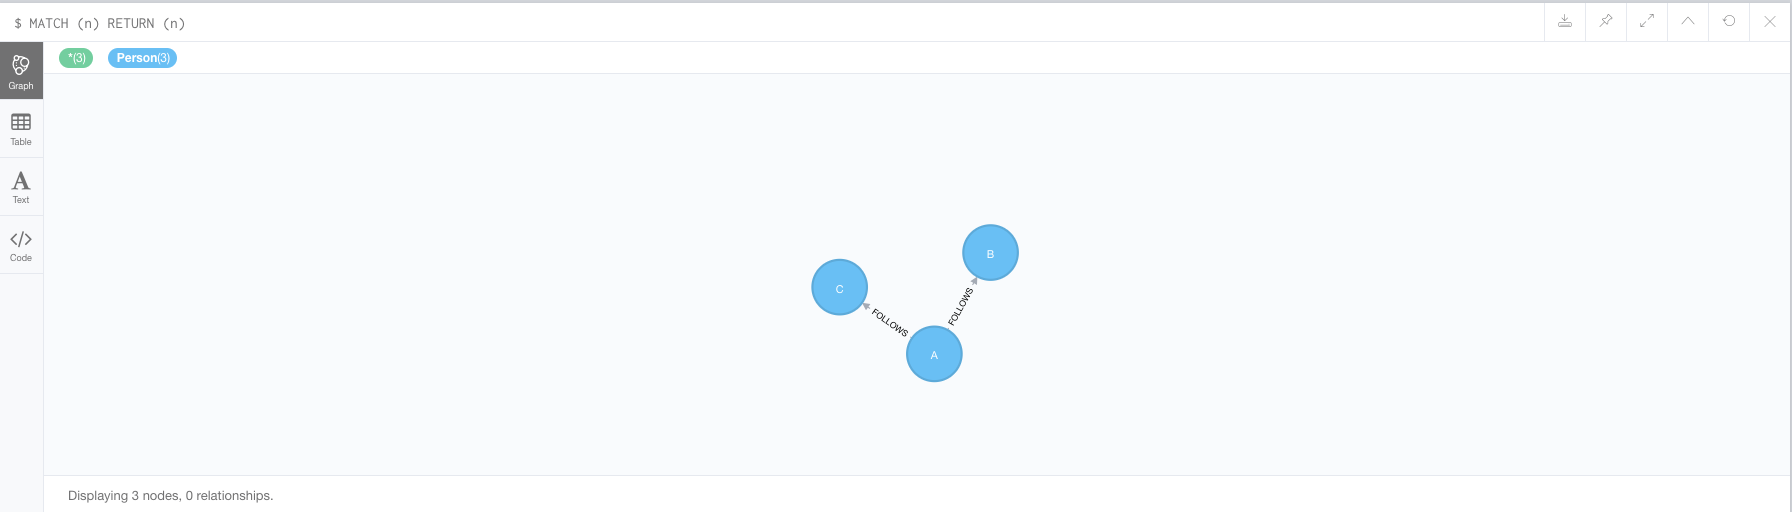 $ MATCH (n) RETURN (n)
*(3) Person(3)
Graph
Table
A
Text
</>
Code
B
C
FOLLOWS
FOLLOWS
A
Displaying 3 nodes, 0 relationships.